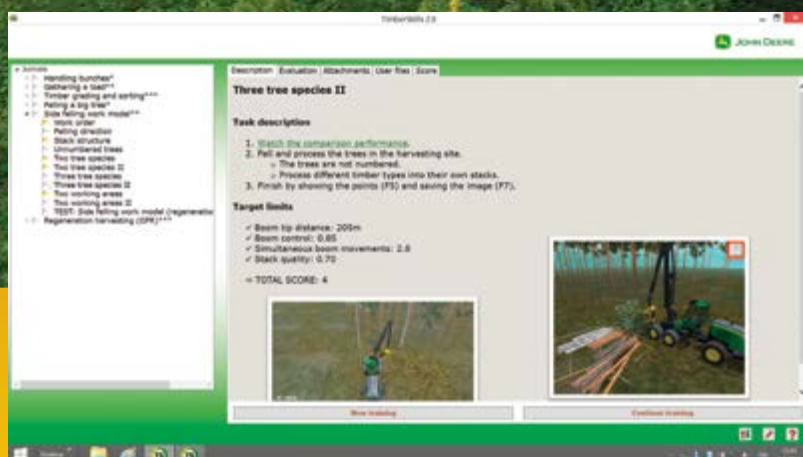 TimberSkills 2.0
JOHN DEERE
Handling bunches*
Gathering a load**
Timber grading and sorting***
Felling a big tree*
Side felling work model**
Work order
Felling direction
Stack structure
Unnumbered trees
Two tree species
Two tree species II
Three tree species
Three tree species II
Two working areas
Two working areas II
TEST: Side felling work model (regeneratio
Regeneration harvesting
Description Evaluation Attachments User files Score
Three tree species II
Task description
1. Watch the comparison performance.
2. Fell and process the trees in the harvesting site.
The trees are not numbered.
Process different timber types into their own stacks.
3. Finish by showing the points (F5) and saving the image (F7).
Target limits
✓ Boom tip distance: 205m
✓ Boom control: 0.85
✓ Simultaneous boom movements: 2.8
✓ Stack quality: 0.70
⇒ TOTAL SCORE: 4
New training
Continue training